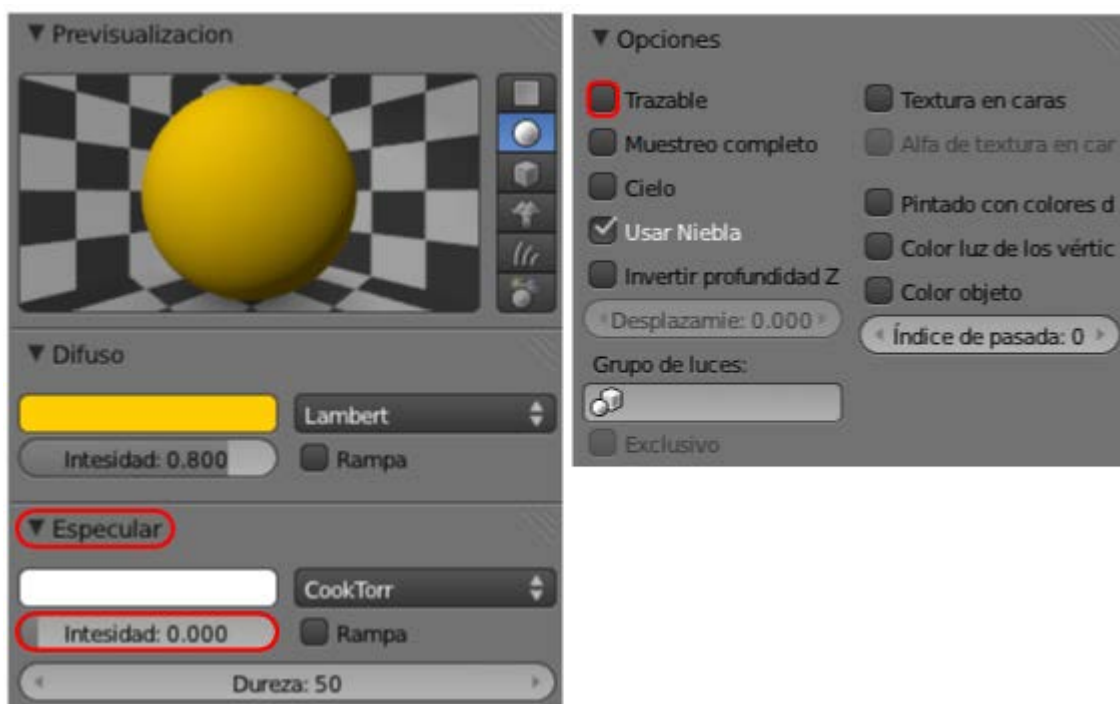 Previsualizacion
Difuso
Lambert
Intesidad: 0.800
Rampa
Especular
CookTorr
Intesidad: 0.000
Rampa
Dureza: 50
Opciones
Trazable
Muestreo completo
Cielo
Usar Niebla
Invertir profundidad Z
Desplazamie: 0.000
Grupo de luces:
Exclusivo
Textura en caras
Alfa de textura en car
Pintado con colores d
Color luz de los vértic
Color objeto
Índice de pasada: 0